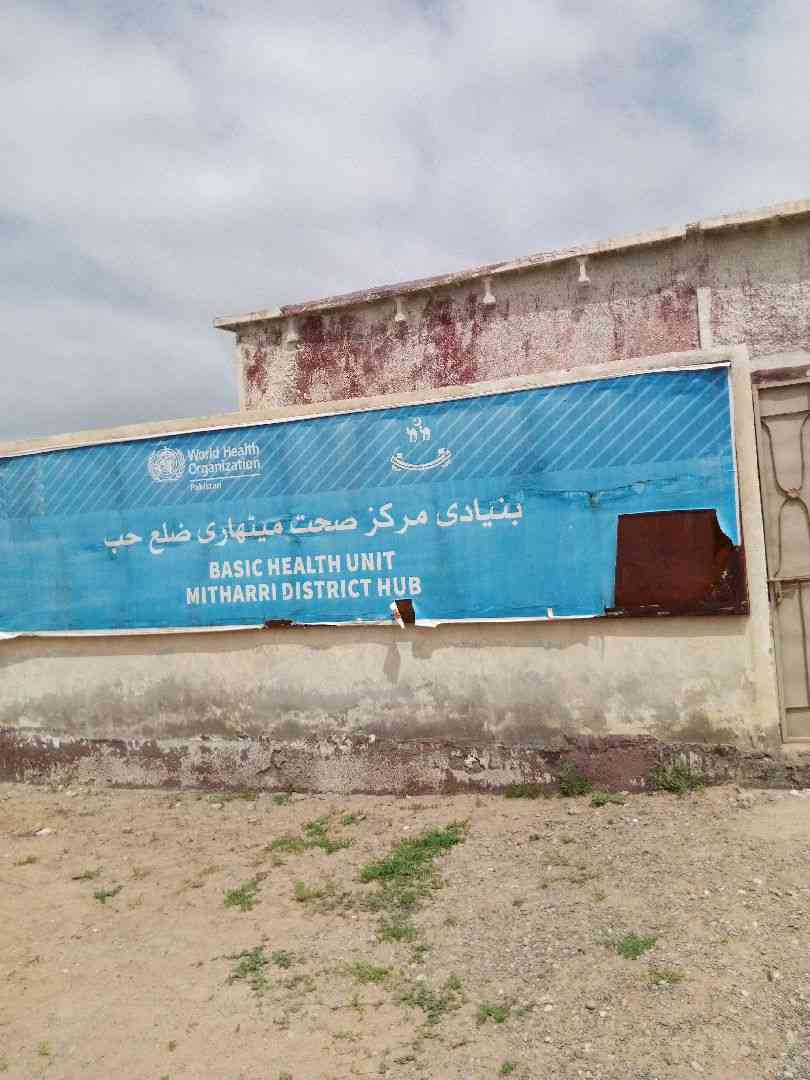 World Health
Organization
Pakistan
بنیادی مرکز صحت میٹھاری ضلع حب
BASIC HEALTH UNIT
MITHARRI DISTRICT HUB